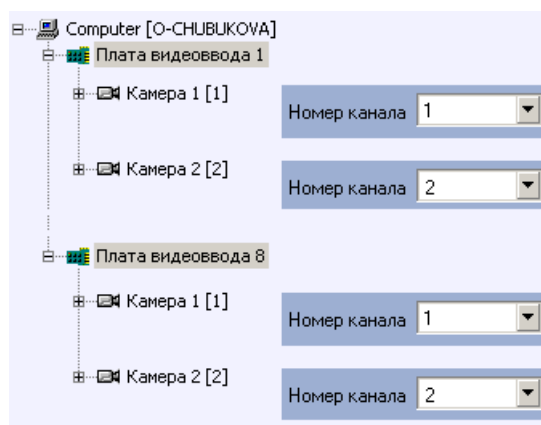 Computer [O-CHUBUKOVA]
Плата видеоввода 1
Камера 1 [1]
Номер канала 1
Камера 2 [2]
Номер канала 2
Плата видеоввода 8
Камера 1 [1]
Номер канала 1
Камера 2 [2]
Номер канала 2